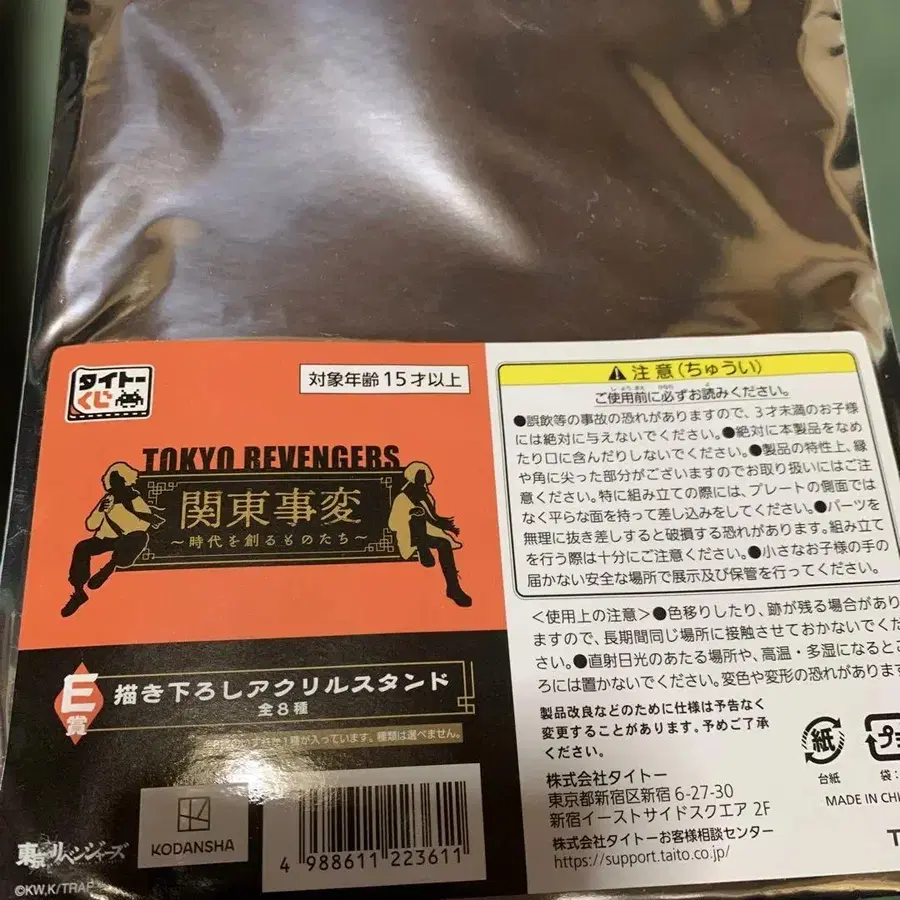 タイトー
くじ
対象年齢15才以上
TOKYO REVENGERS
関東事変
〜時代を創るものたち〜
E
賞
描き下ろしアクリルスタンド
全8種
1種が入っています。種類は選べません。
KODANSHA
東京リベンジャーズ
©KW,K/TRAP
4 988611 223611
注意(ちゅうい)
ご使用前に必ずお読みください。
●誤飲等の事故の恐れがありますので、3才未満のお子様
には絶対に与えないでください。●絶対に本製品をなめ
たり口に含んだりしないでください。●製品の特性上、縁
や角に尖った部分がございますのでお取り扱いにはご注
意ください。特に組み立ての際には、プレートの側面では
なく平らな面を持って差し込みをしてください。●パーツを
無理に抜き差しすると破損する恐れがあります。組み立て
を行う際は十分にご注意ください。●小さなお子様の手の
届かない安全な場所で展示及び保管を行ってください。
<使用上の注意>●色移りしたり、跡が残る場合があり
ますので、長期間同じ場所に接触させておかないでくだ
さい。●直射日光のあたる場所や、高温・多湿になるとこ
ろには置かないでください。変色や変形の恐れがあります
製品改良などのために仕様は予告なく
変更することがあります。予めご了承
ください。
株式会社タイトー
東京都新宿区新宿 6-27-30
新宿イーストサイドスクエア 2F
株式会社タイトーお客様相談センター
https://support.taito.co.jp/
紙
台紙
プ
袋:
MADE IN CHI
T